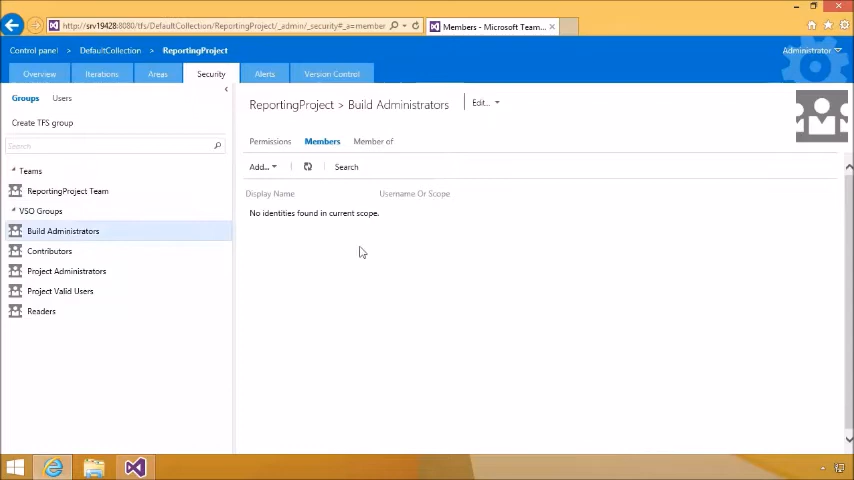 http://srv19428:8080/tfs/DefaultCollection/ReportingProject/_admin/_security#_a=member
Members - Microsoft Team...
Control panel > DefaultCollection > ReportingProject
Administrator
Overview Iterations Areas Security Alerts Version Control
Groups Users
Create TFS group
Search
Teams
ReportingProject Team
VSO Groups
Build Administrators
Contributors
Project Administrators
Project Valid Users
Readers
ReportingProject > Build Administrators
Edit...
Permissions Members Member of
Add... Search
Display Name Username Or Scope
No identities found in current scope.